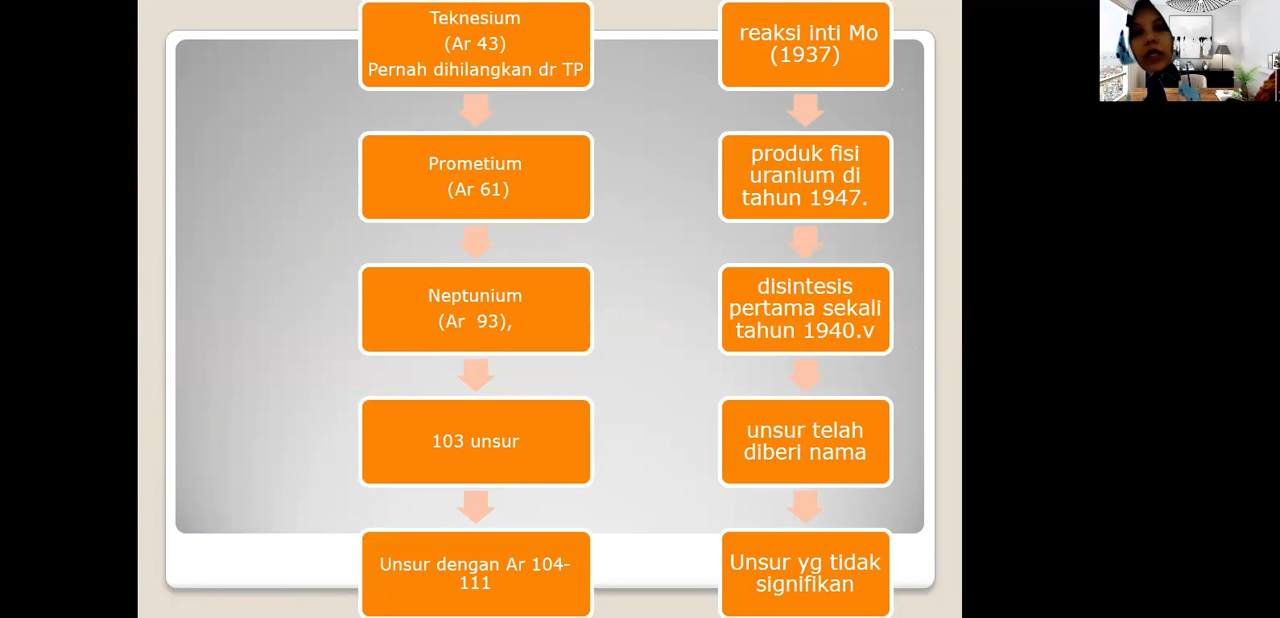 Teknesium
(Ar 43)
Pernah dihilangkan dr TP
Prometium
(Ar 61)
Neptunium
(Ar  93),
103 unsur
Unsur dengan Ar 104-
111
reaksi inti Mo
(1937)
produk fisi
uranium di
tahun 1947.
disintesis
pertama sekali
tahun 1940.v
unsur telah
diberi nama
Unsur yg tidak
signifikan